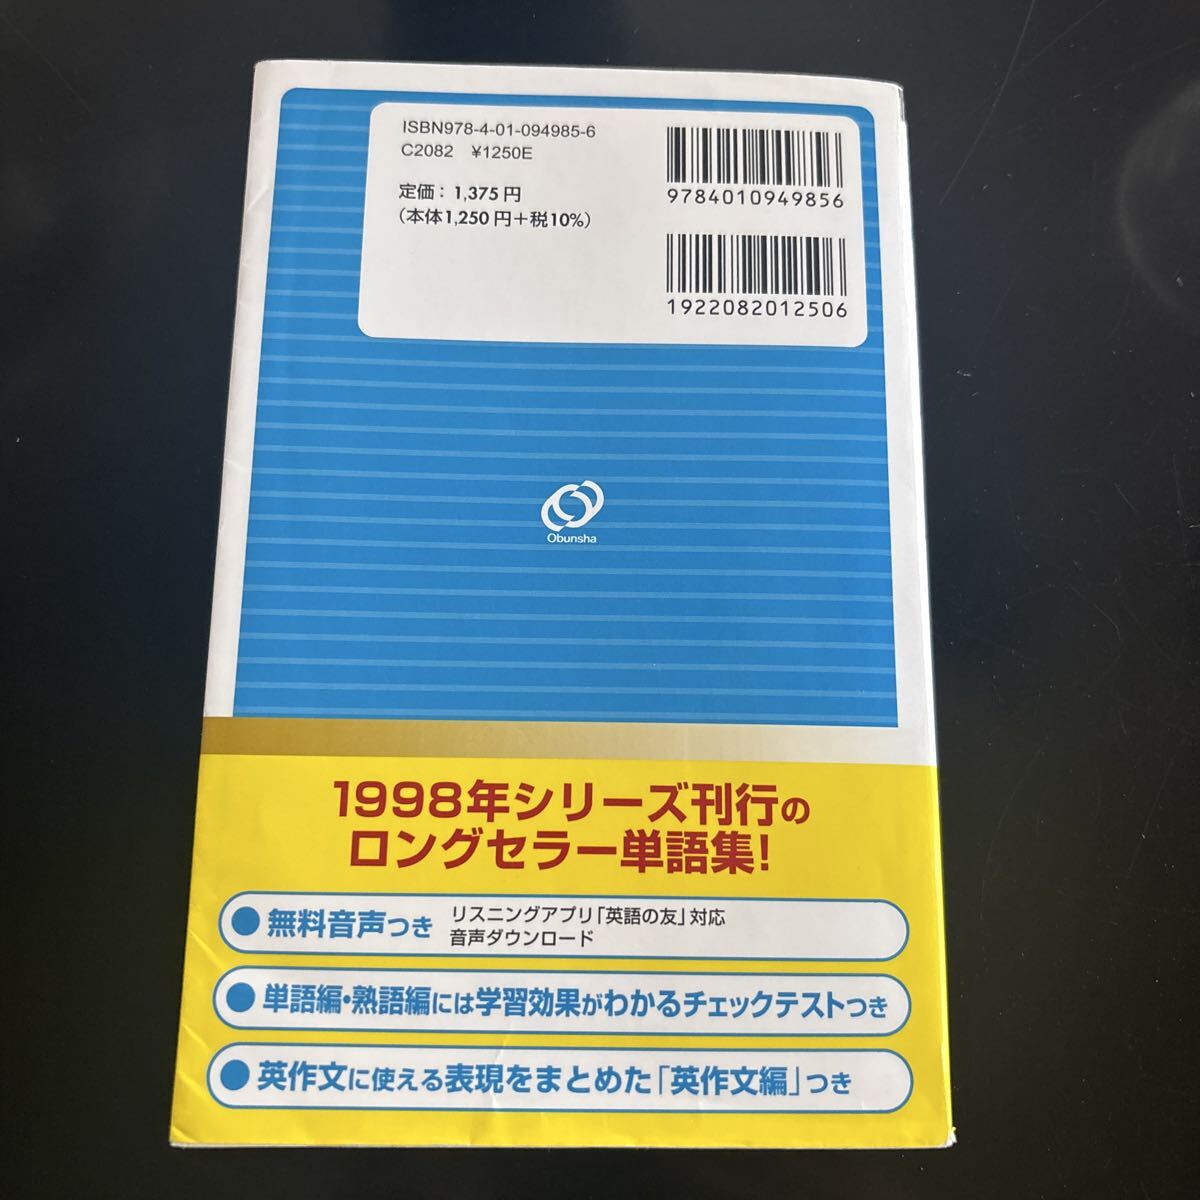 ISBN978-4-01-094985-6
C2082 ¥1250E
定価：1,375円
（本体1,250円＋税10%）
9784010949856
1922082012506
Obunsha
1998年シリーズ刊行の
ロングセラー単語集！
●無料音声つき リスニングアプリ「英語の友」対応
音声ダウンロード
●単語編・熟語編には学習効果がわかるチェックテストつき
●英作文に使える表現をまとめた「英作文編」つき